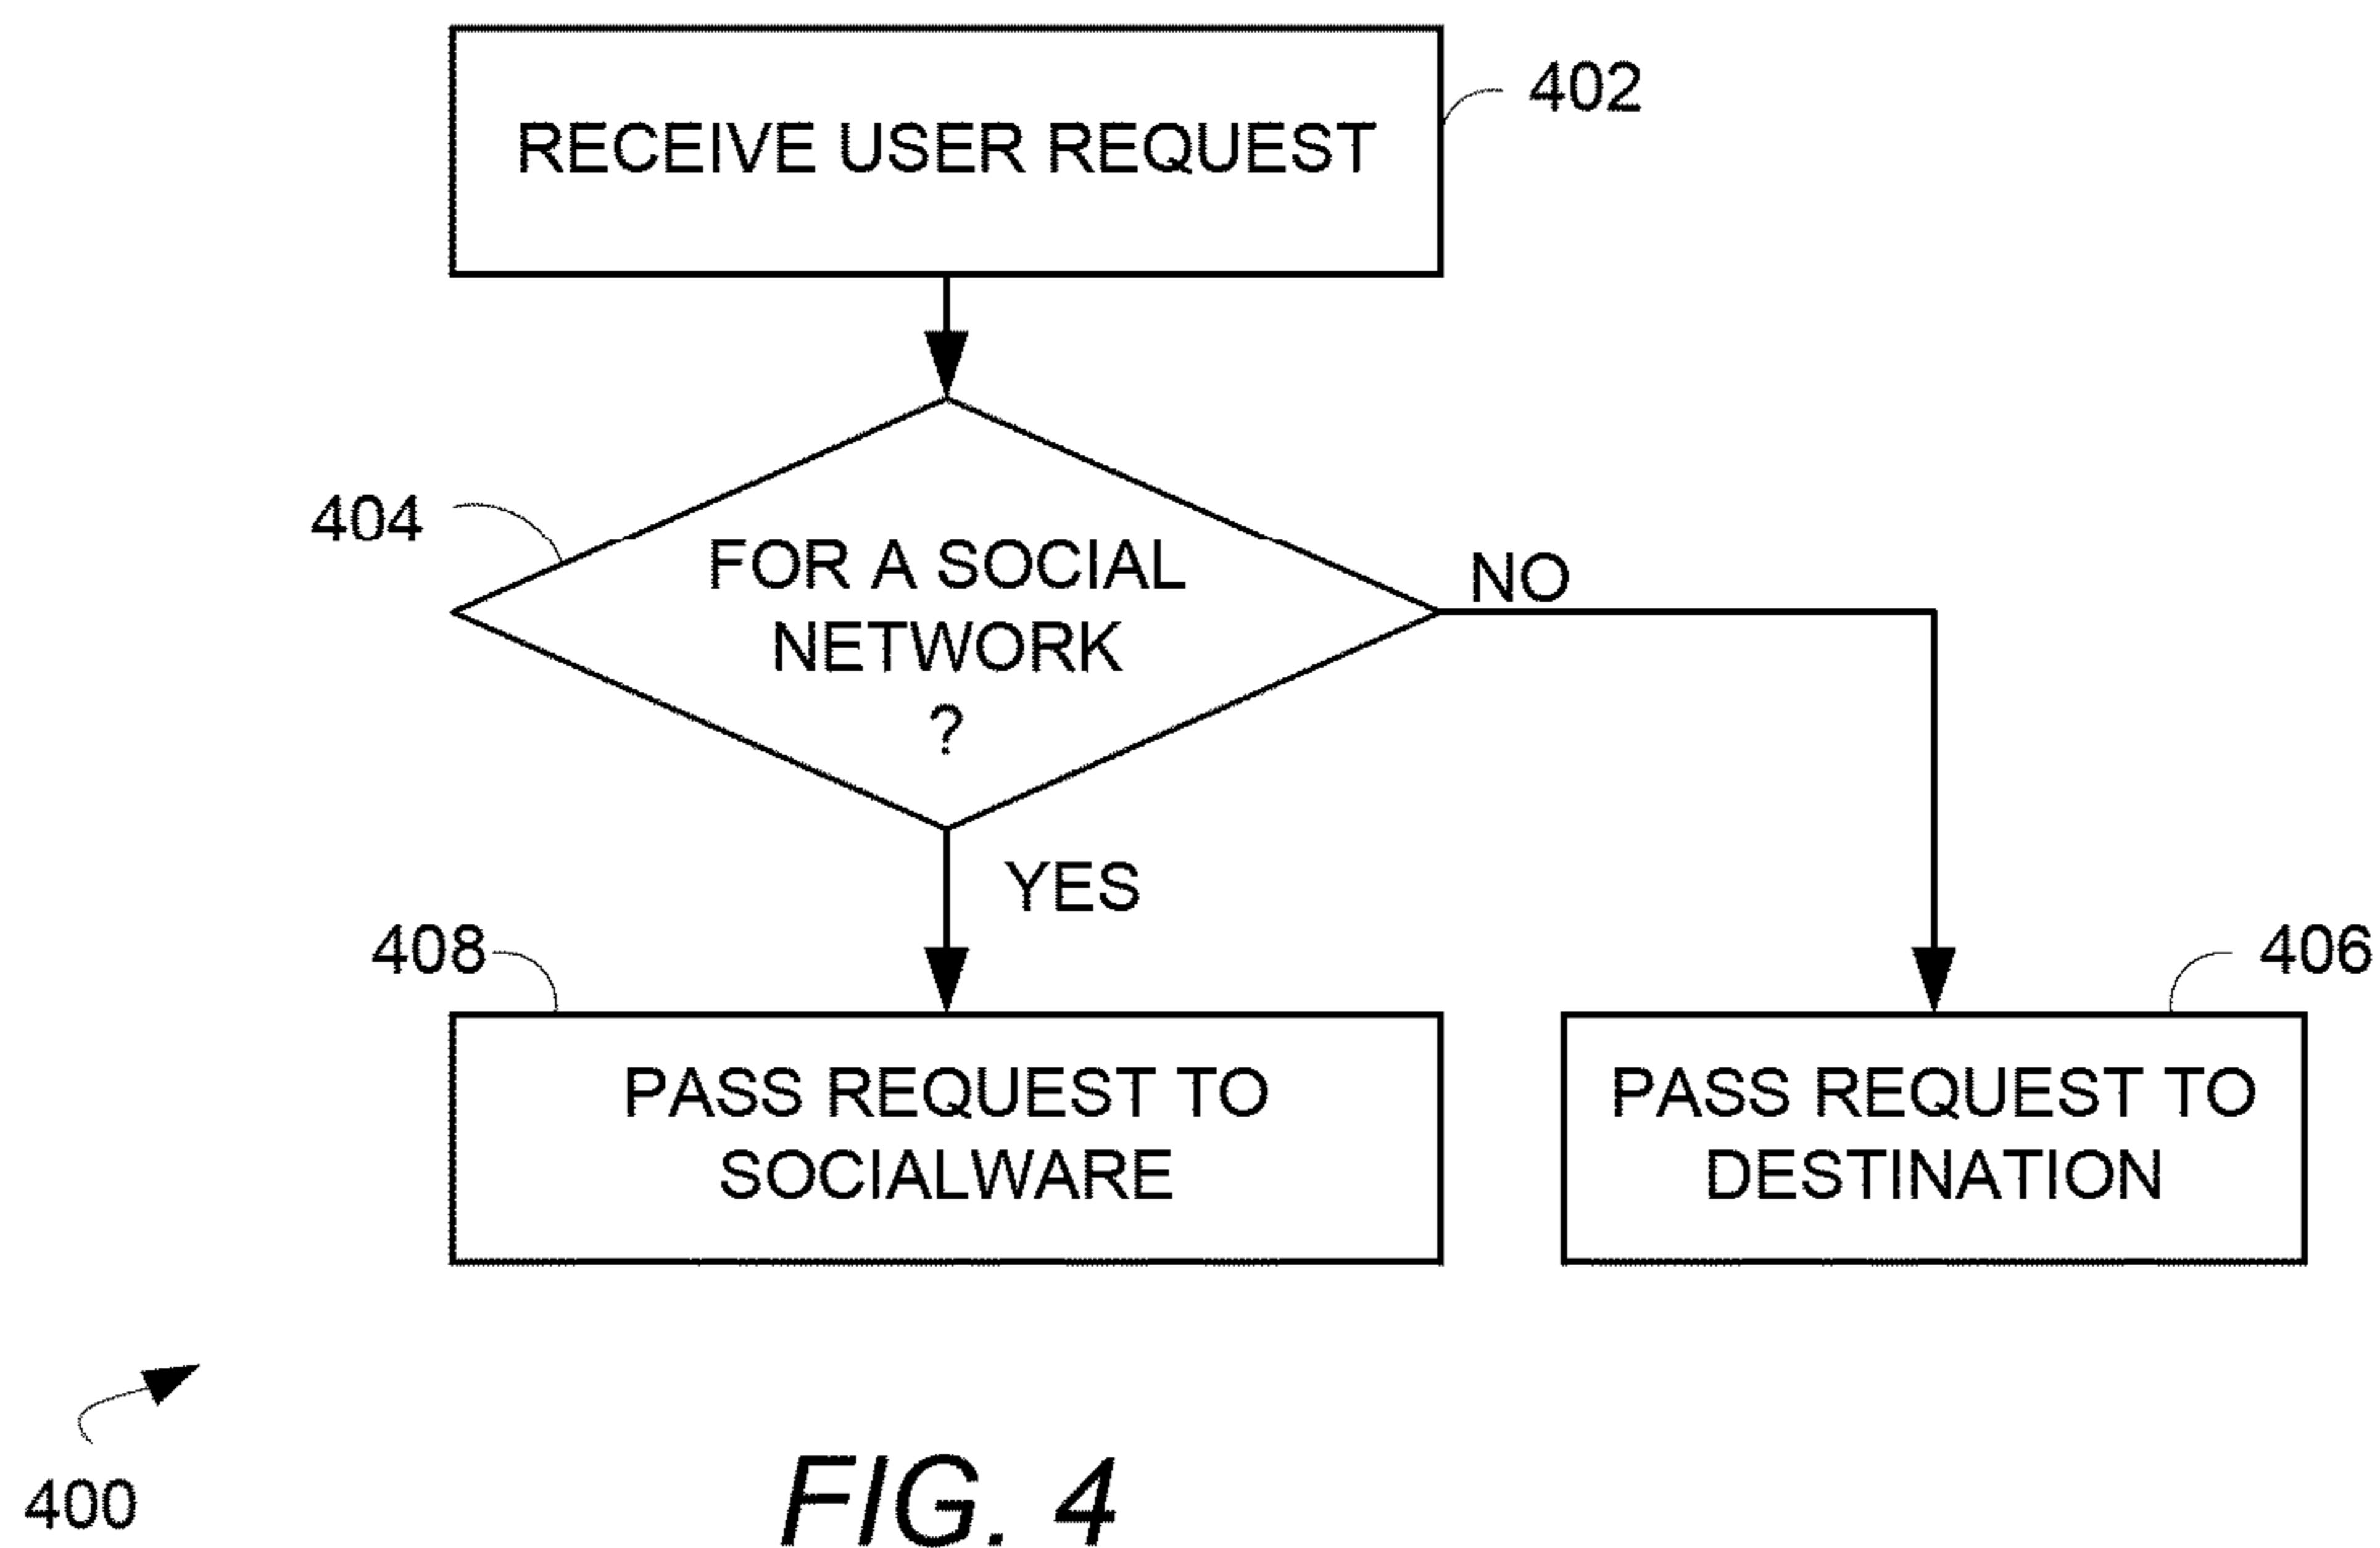 RECEIVE USER REQUEST
402
404
FOR A SOCIAL
NETWORK
?
NO
YES
408
406
PASS REQUEST TO
SOCIALWARE
PASS REQUEST TO
DESTINATION
400
FIG. 4